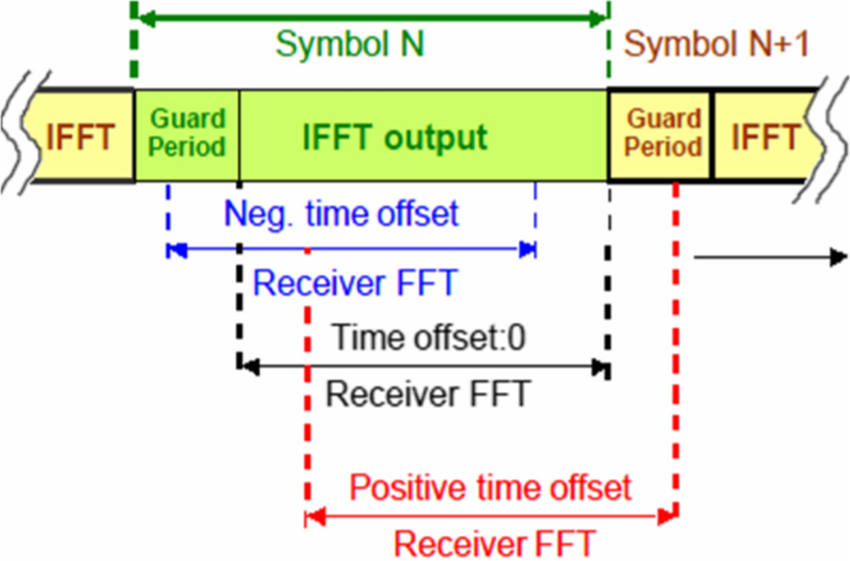 Symbol N
Symbol N+1
IFFT
Guard
Period
IFFT output
Guard
Period
IFFT
Neg. time offset
Receiver FFT
Time offset:0
Receiver FFT
Positive time offset
Receiver FFT